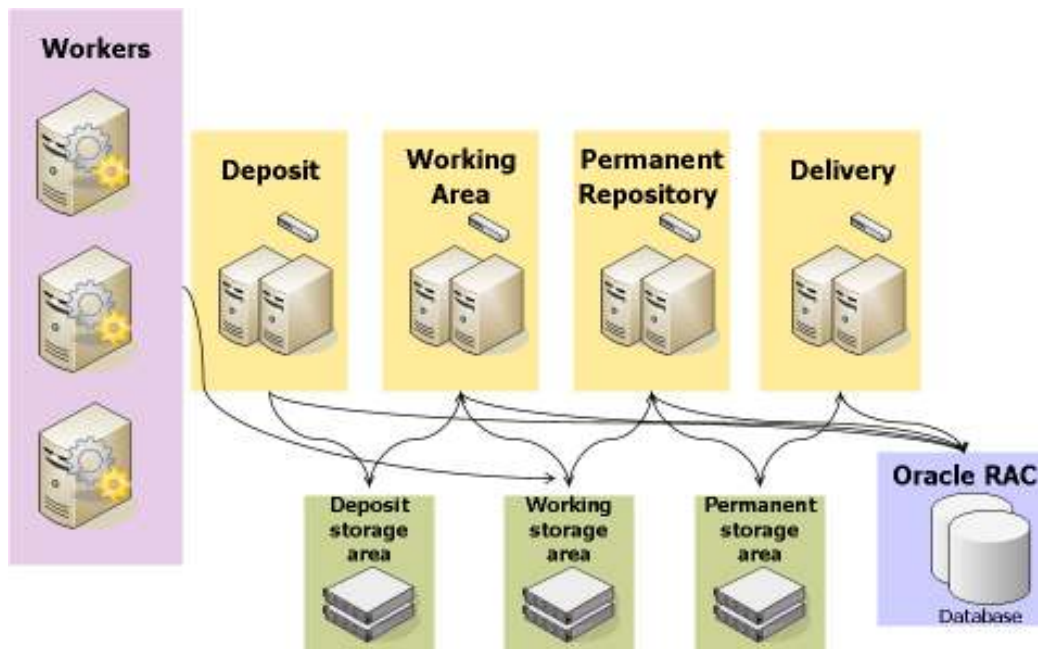 Workers
Deposit
Working
Area
Permanent
Repository
Delivery
Deposit
storage
area
Working
storage
area
Permanent
storage
area
Oracle RAC
Database